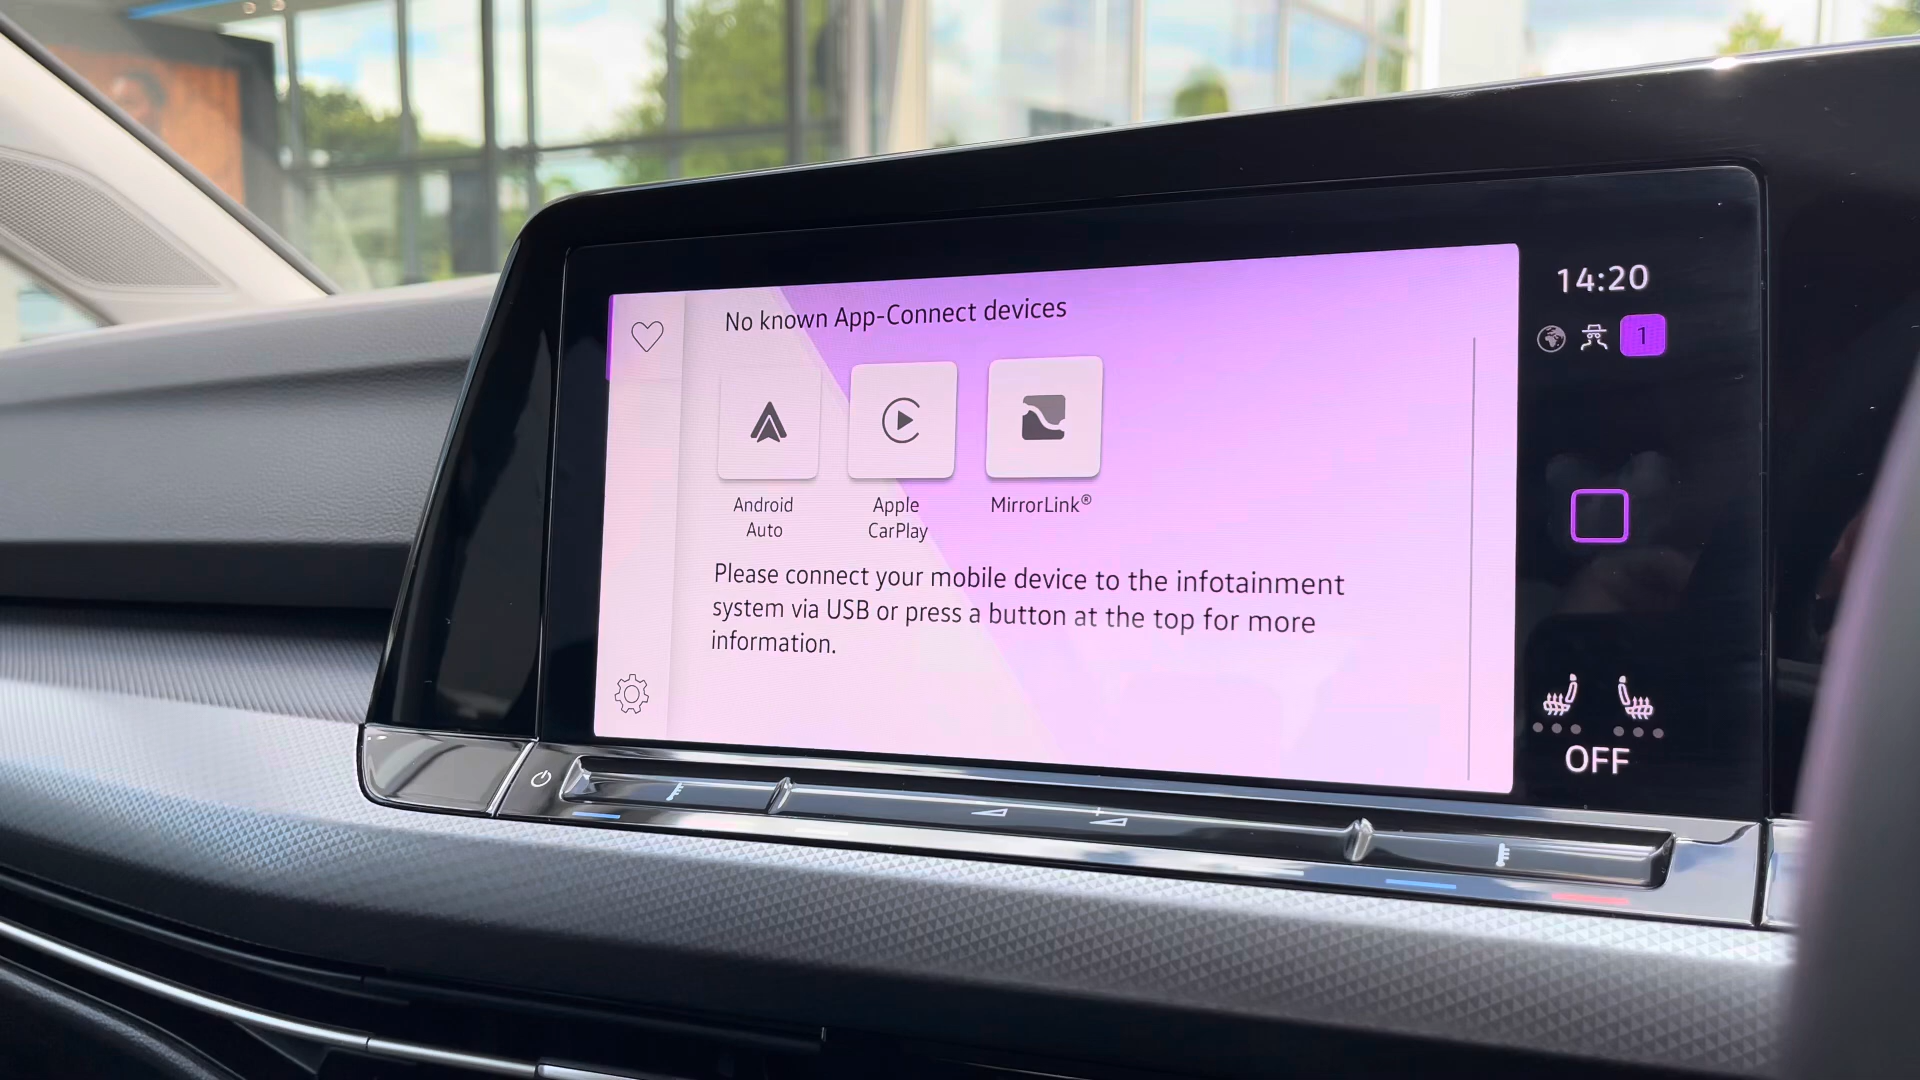 No known App-Connect devices
14:20
1
Android
Auto
Apple
CarPlay
MirrorLink®
Please connect your mobile device to the infotainment
system via USB or press a button at the top for more
information.
OFF